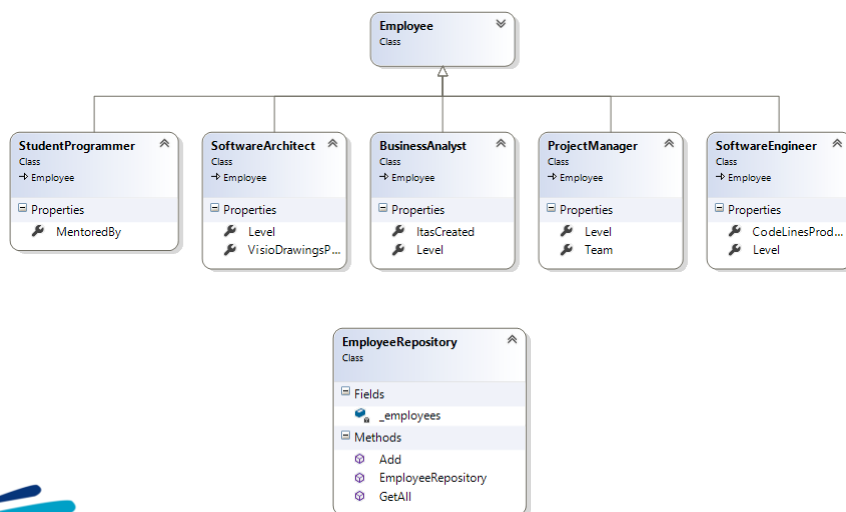 Employee
Class
StudentProgrammer
Class
Employee
Properties
MentoredBy
SoftwareArchitect
Class
Employee
Properties
Level
VisioDrawingsP...
BusinessAnalyst
Class
Employee
Properties
ItasCreated
Level
ProjectManager
Class
Employee
Properties
Level
Team
SoftwareEngineer
Class
Employee
Properties
CodeLinesProd...
Level
EmployeeRepository
Class
Fields
_employees
Methods
Add
EmployeeRepository
GetAll